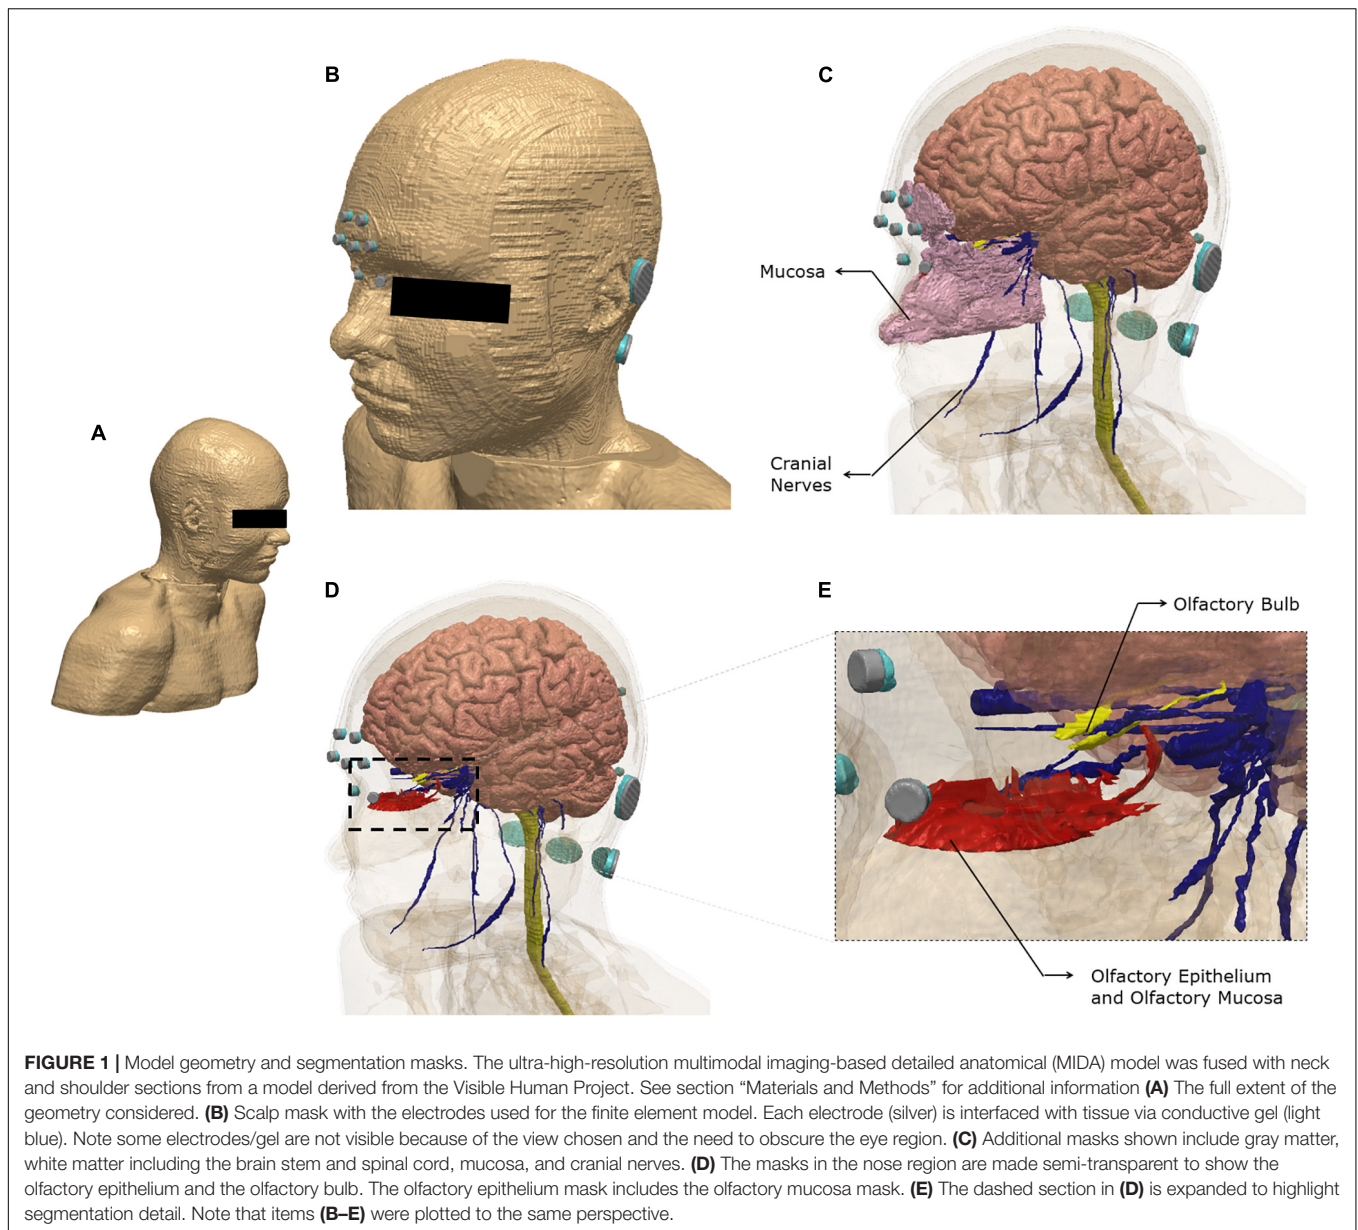 B
C
Mucosa
A
Cranial
Nerves
D
E
Olfactory Bulb
Olfactory Epithelium
and Olfactory Mucosa
FIGURE 1 | Model geometry and segmentation masks. The ultra-high-resolution multimodal imaging-based detailed anatomical (MIDA) model was fused with neck
and shoulder sections from a model derived from the Visible Human Project. See section “Materials and Methods” for additional information (A) The full extent of the
geometry considered. (B) Scalp mask with the electrodes used for the finite element model. Each electrode (silver) is interfaced with tissue via conductive gel (light
blue). Note some electrodes/gel are not visible because of the view chosen and the need to obscure the eye region. (C) Additional masks shown include gray matter,
white matter including the brain stem and spinal cord, mucosa, and cranial nerves. (D) The masks in the nose region are made semi-transparent to show the
olfactory epithelium and the olfactory bulb. The olfactory epithelium mask includes the olfactory mucosa mask. (E) The dashed section in (D) is expanded to highlight
segmentation detail. Note that items (B–E) were plotted to the same perspective.